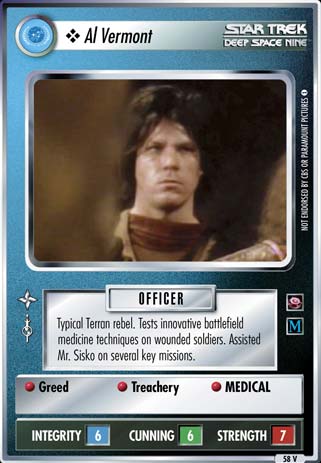 Al Vermont
STAR TREK
DEEP SPACE NINE
NOT ENDORSED BY CBS OR PARAMOUNT PICTURES
OFFICER
Typical Terran rebel. Tests innovative battlefield
medicine techniques on wounded soldiers. Assisted
Mr. Sisko on several key missions.
M
Greed Treachery MEDICAL
INTEGRITY 6 CUNNING 6 STRENGTH 7
58 V